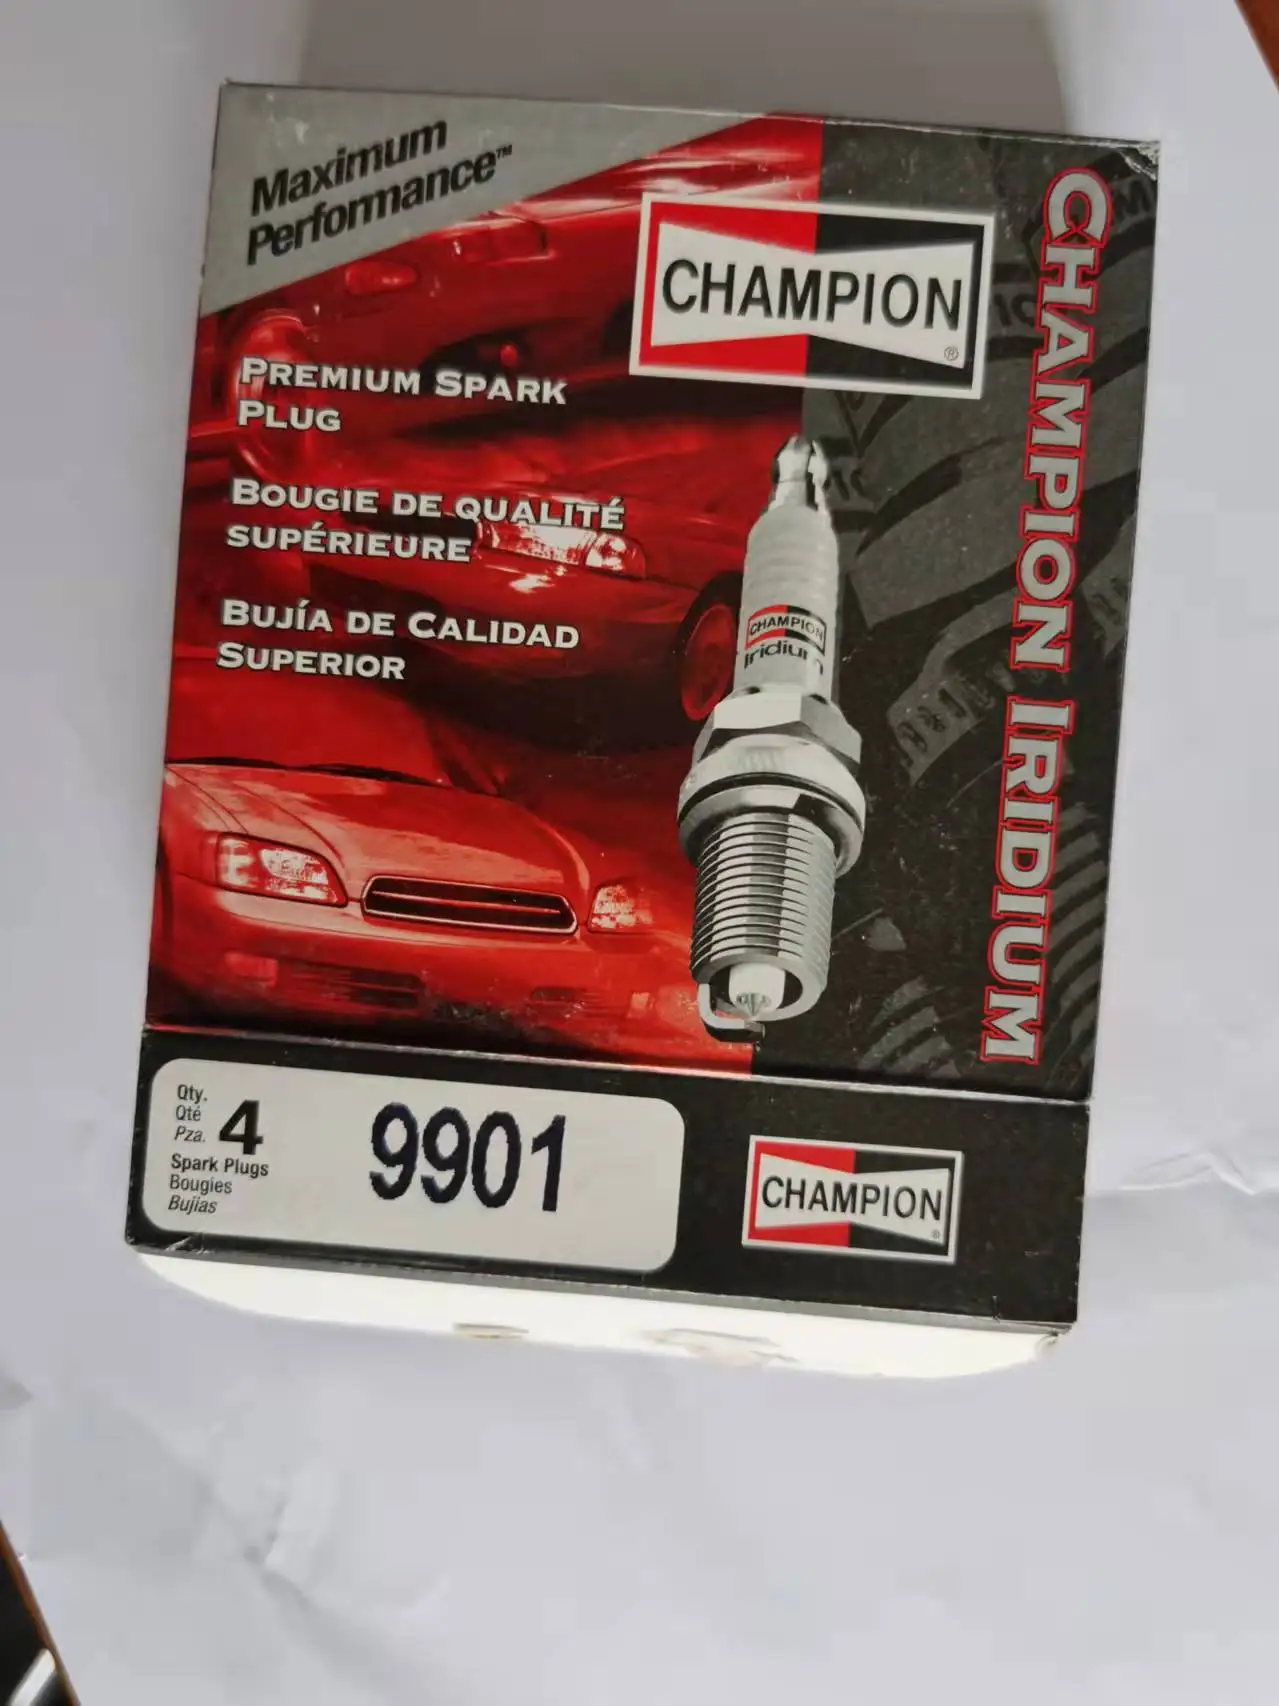 Maximum
Performance™
CHAMPION
®
PREMIUM SPARK
PLUG
BOUGIE DE QUALITÉ
SUPÉRIEURE
BUJÍA DE CALIDAD
SUPERIOR
CHAMPION
Iridium
CHAMPION IRIDIUM
Qty.
Qté
Pza.
4
Spark Plugs
Bougies
Bujias
9901
CHAMPION
®